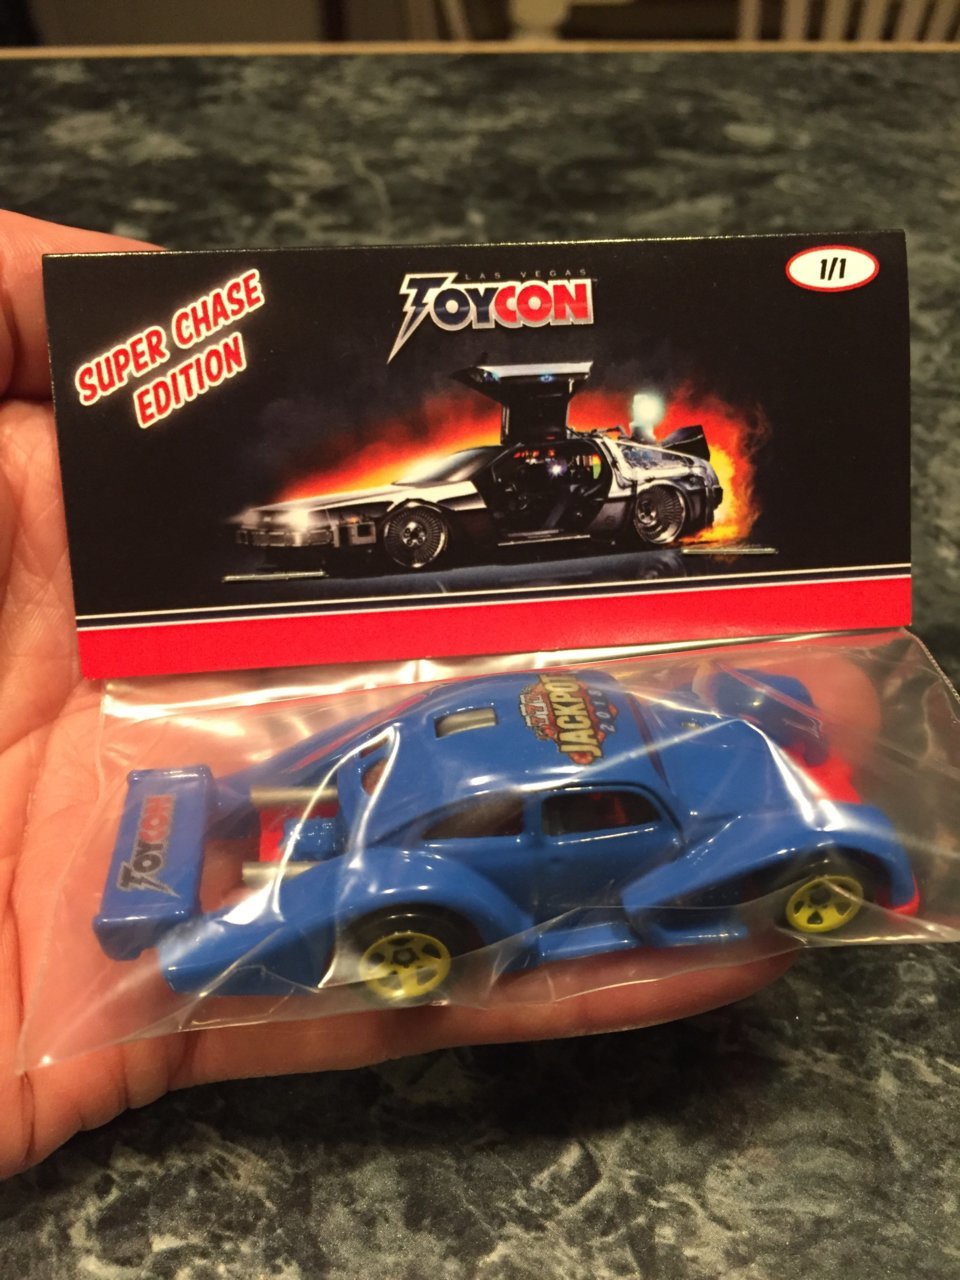 SUPER CHASE
EDITION
LAS VEGAS
TOYCON
1/1
JACKPOT
TOYCON